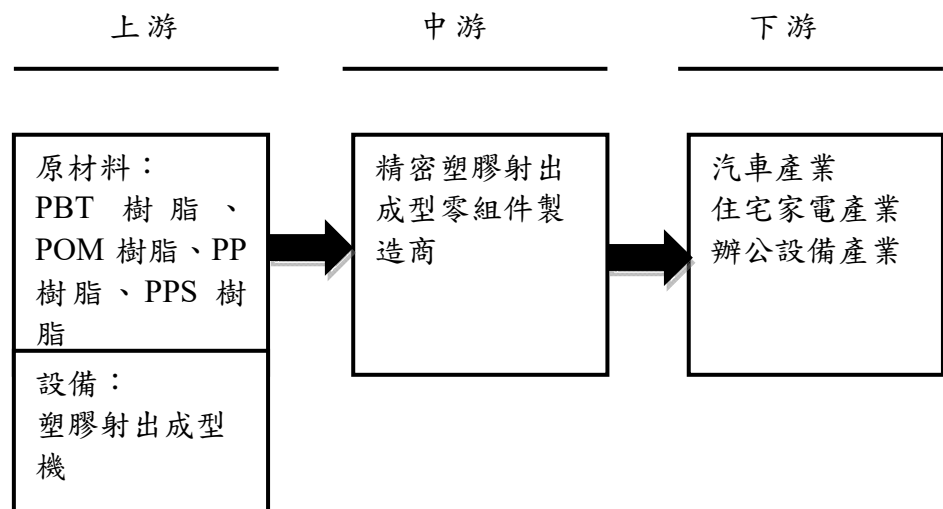 上游
中游
下游
原材料：
PBT 樹脂、
POM 樹脂、PP
樹脂、PPS 樹
脂
設備：
塑膠射出成型
機
精密塑膠射出
成型零組件製
造商
汽車產業
住宅家電產業
辦公設備產業